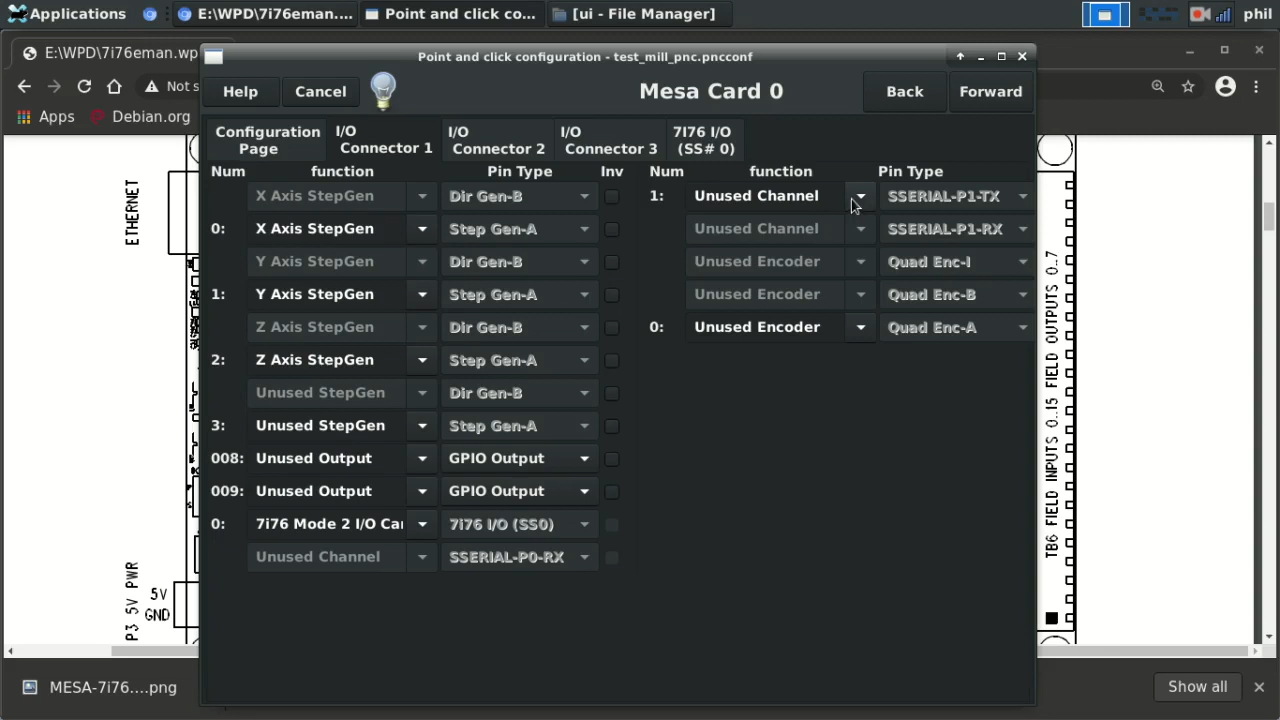 Applications
E:\WPD\7i76eman....
Point and click co...
[ui - File Manager]
phil
E:\WPD\7i76eman.wp
Point and click configuration - test_mill_pnc.pncconf
Not s
Help
Cancel
Mesa Card 0
Back
Forward
Apps
Debian.org
Configuration Page
I/O Connector 1
I/O Connector 2
I/O Connector 3
7I76 I/O (SS# 0)
Num function Pin Type Inv
X Axis StepGen Dir Gen-B
0: X Axis StepGen Step Gen-A
Y Axis StepGen Dir Gen-B
1: Y Axis StepGen Step Gen-A
Z Axis StepGen Dir Gen-B
2: Z Axis StepGen Step Gen-A
Unused StepGen Dir Gen-B
3: Unused StepGen Step Gen-A
008: Unused Output GPIO Output
009: Unused Output GPIO Output
0: 7i76 Mode 2 I/O Car 7i76 I/O (SS0)
Unused Channel SSERIAL-P0-RX
Num function Pin Type
1: Unused Channel SSERIAL-P1-TX
Unused Channel SSERIAL-P1-RX
Unused Encoder Quad Enc-I
Unused Encoder Quad Enc-B
0: Unused Encoder Quad Enc-A
ETHERNET
P3 5V PWR
5V
GND
TB6 FIELD INPUTS 0..15 FIELD OUTPUTS 0..7
MESA-7i76....png
Show all